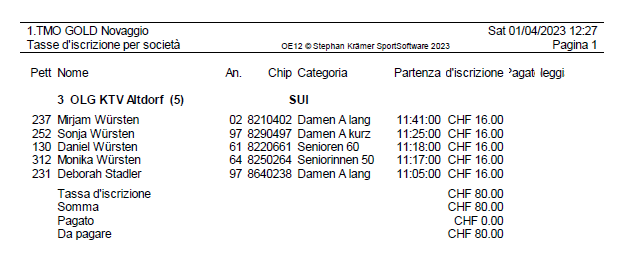 1.TMO GOLD Novaggio Sat 01/04/2023 12:27
Tasse d'iscrizione per società OE12 © Stephan Krämer SportSoftware 2023 Pagina 1
Pett Nome An. Chip Categoria Partenza d'iscrizione Pagat leggi
3 OLG KTV Altdorf (5) SUI
237 Mirjam Würsten 02 8210402 Damen A lang 11:41:00 CHF 16.00
252 Sonja Würsten 97 8290497 Damen A kurz 11:25:00 CHF 16.00
130 Daniel Würsten 61 8220661 Senioren 60 11:18:00 CHF 16.00
312 Monika Würsten 64 8250264 Seniorinnen 50 11:17:00 CHF 16.00
231 Deborah Stadler 97 8640238 Damen A lang 11:05:00 CHF 16.00
Tassa d'iscrizione CHF 80.00
Somma CHF 80.00
Pagato CHF 0.00
Da pagare CHF 80.00